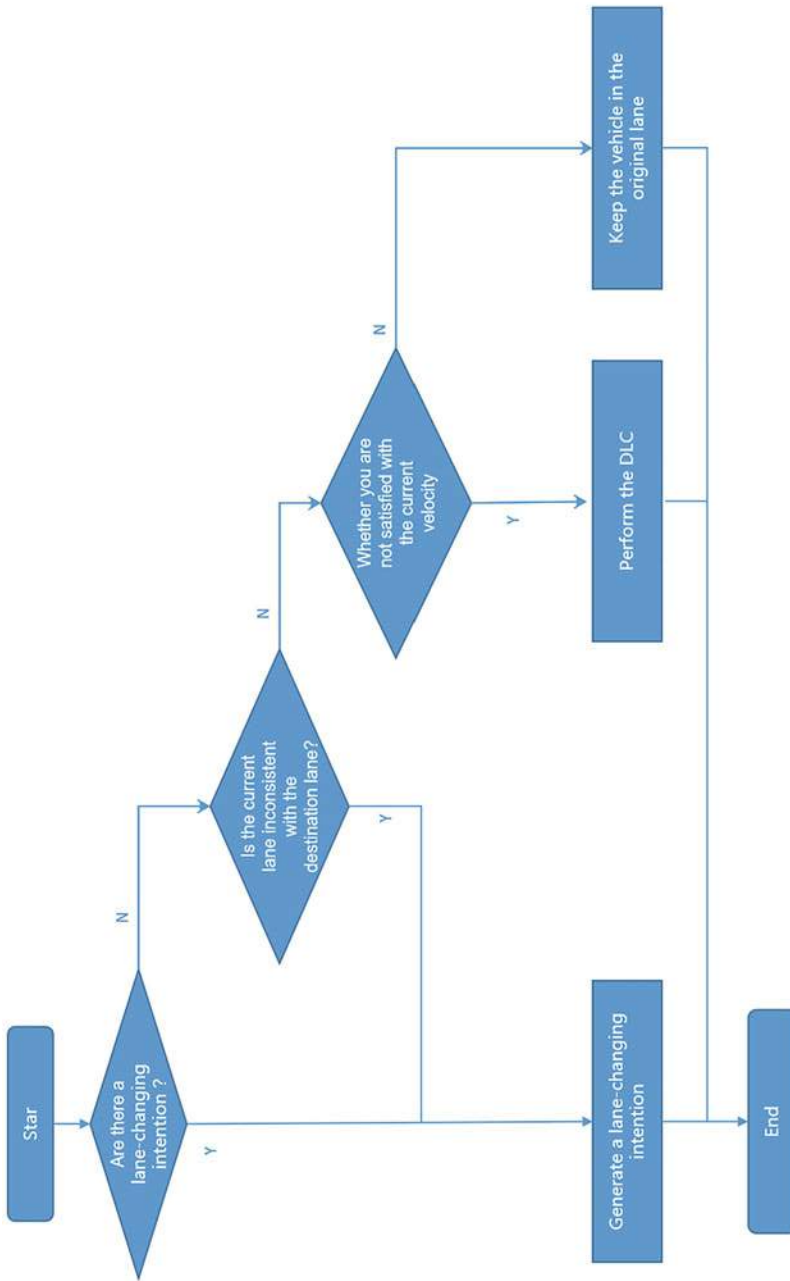 Star
Are there a
lane-changing
intention ?
Y
N
Is the current
lane inconsistent
with the
destination lane?
Y
N
Whether you are
not satisfied with
the current
velocity
Y
N
Generate a lane-changing
intention
Perform the DLC
Keep the vehicle in the
original lane
End